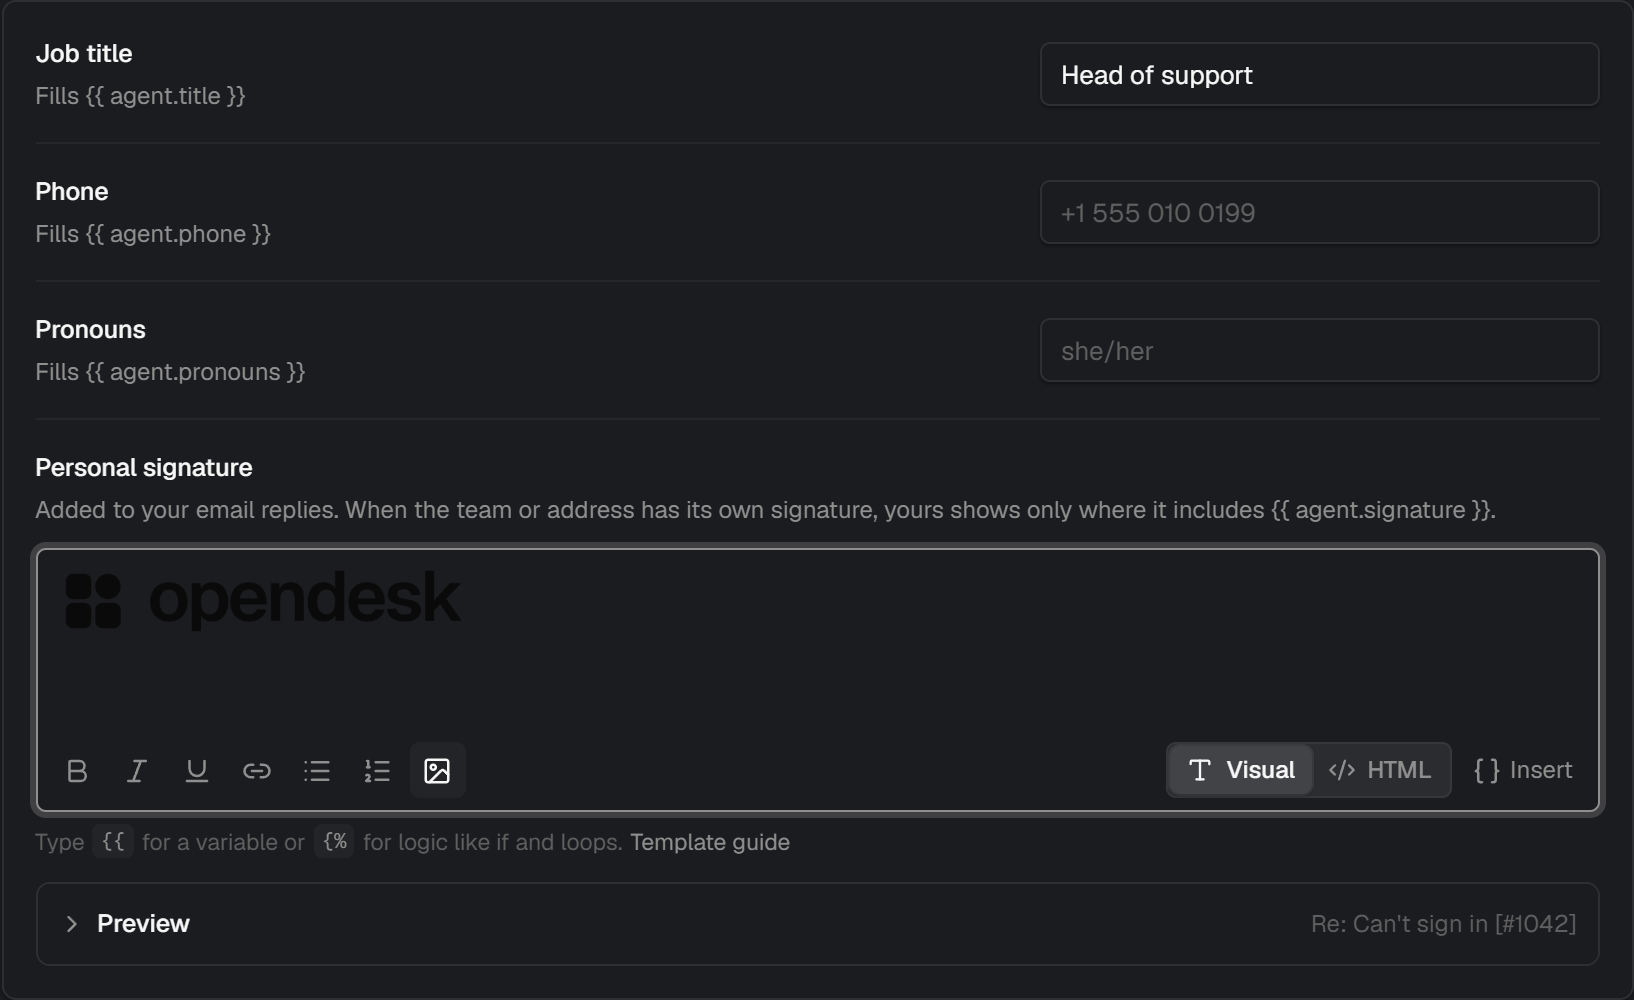 Job title
Fills {{ agent.title }}
Head of support
Phone
Fills {{ agent.phone }}
+1 555 010 0199
Pronouns
Fills {{ agent.pronouns }}
she/her
Personal signature
Added to your email replies. When the team or address has its own signature, yours shows only where it includes {{ agent.signature }}.
opendesk
Visual
HTML
Insert
Type {{ for a variable or {% for logic like if and loops. Template guide
Preview
Re: Can't sign in [#1042]